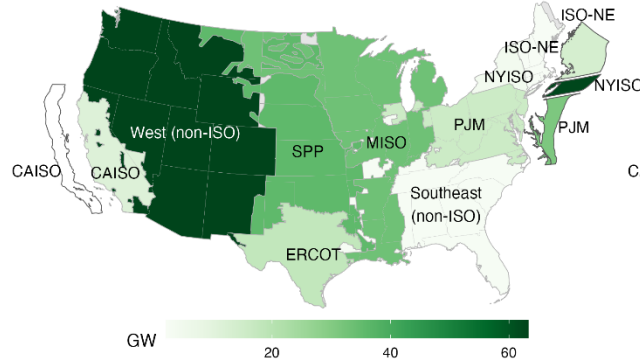 ISO-NE
ISO-NE
NYISO
NYISO
West (non-ISO)
PJM
PJM
MISO
SPP
CAISO
CAISO
C
Southeast
(non-ISO)
ERCOT
GW
20
40
60